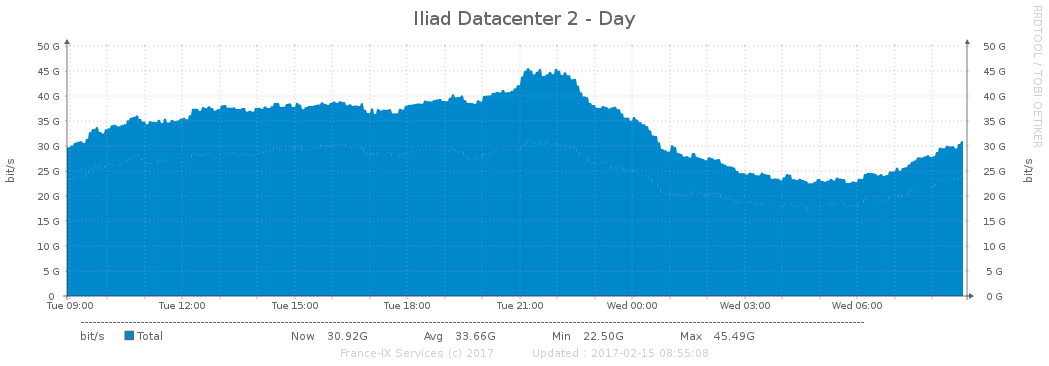 Iliad Datacenter 2 - Day
RRDTOOL / TOBI OETIKER
bit/s
50 G
45 G
40 G
35 G
30 G
25 G
20 G
15 G
10 G
5 G
0
50 G
45 G
40 G
35 G
30 G
25 G
20 G
15 G
10 G
5 G
0 G
bit/s
Tue 09:00 Tue 12:00 Tue 15:00 Tue 18:00 Tue 21:00 Wed 00:00 Wed 03:00 Wed 06:00
bit/s Total Now 30.92G Avg 33.66G Min 22.50G Max 45.49G
France-IX Services (c) 2017 Updated : 2017-02-15 08:55:08